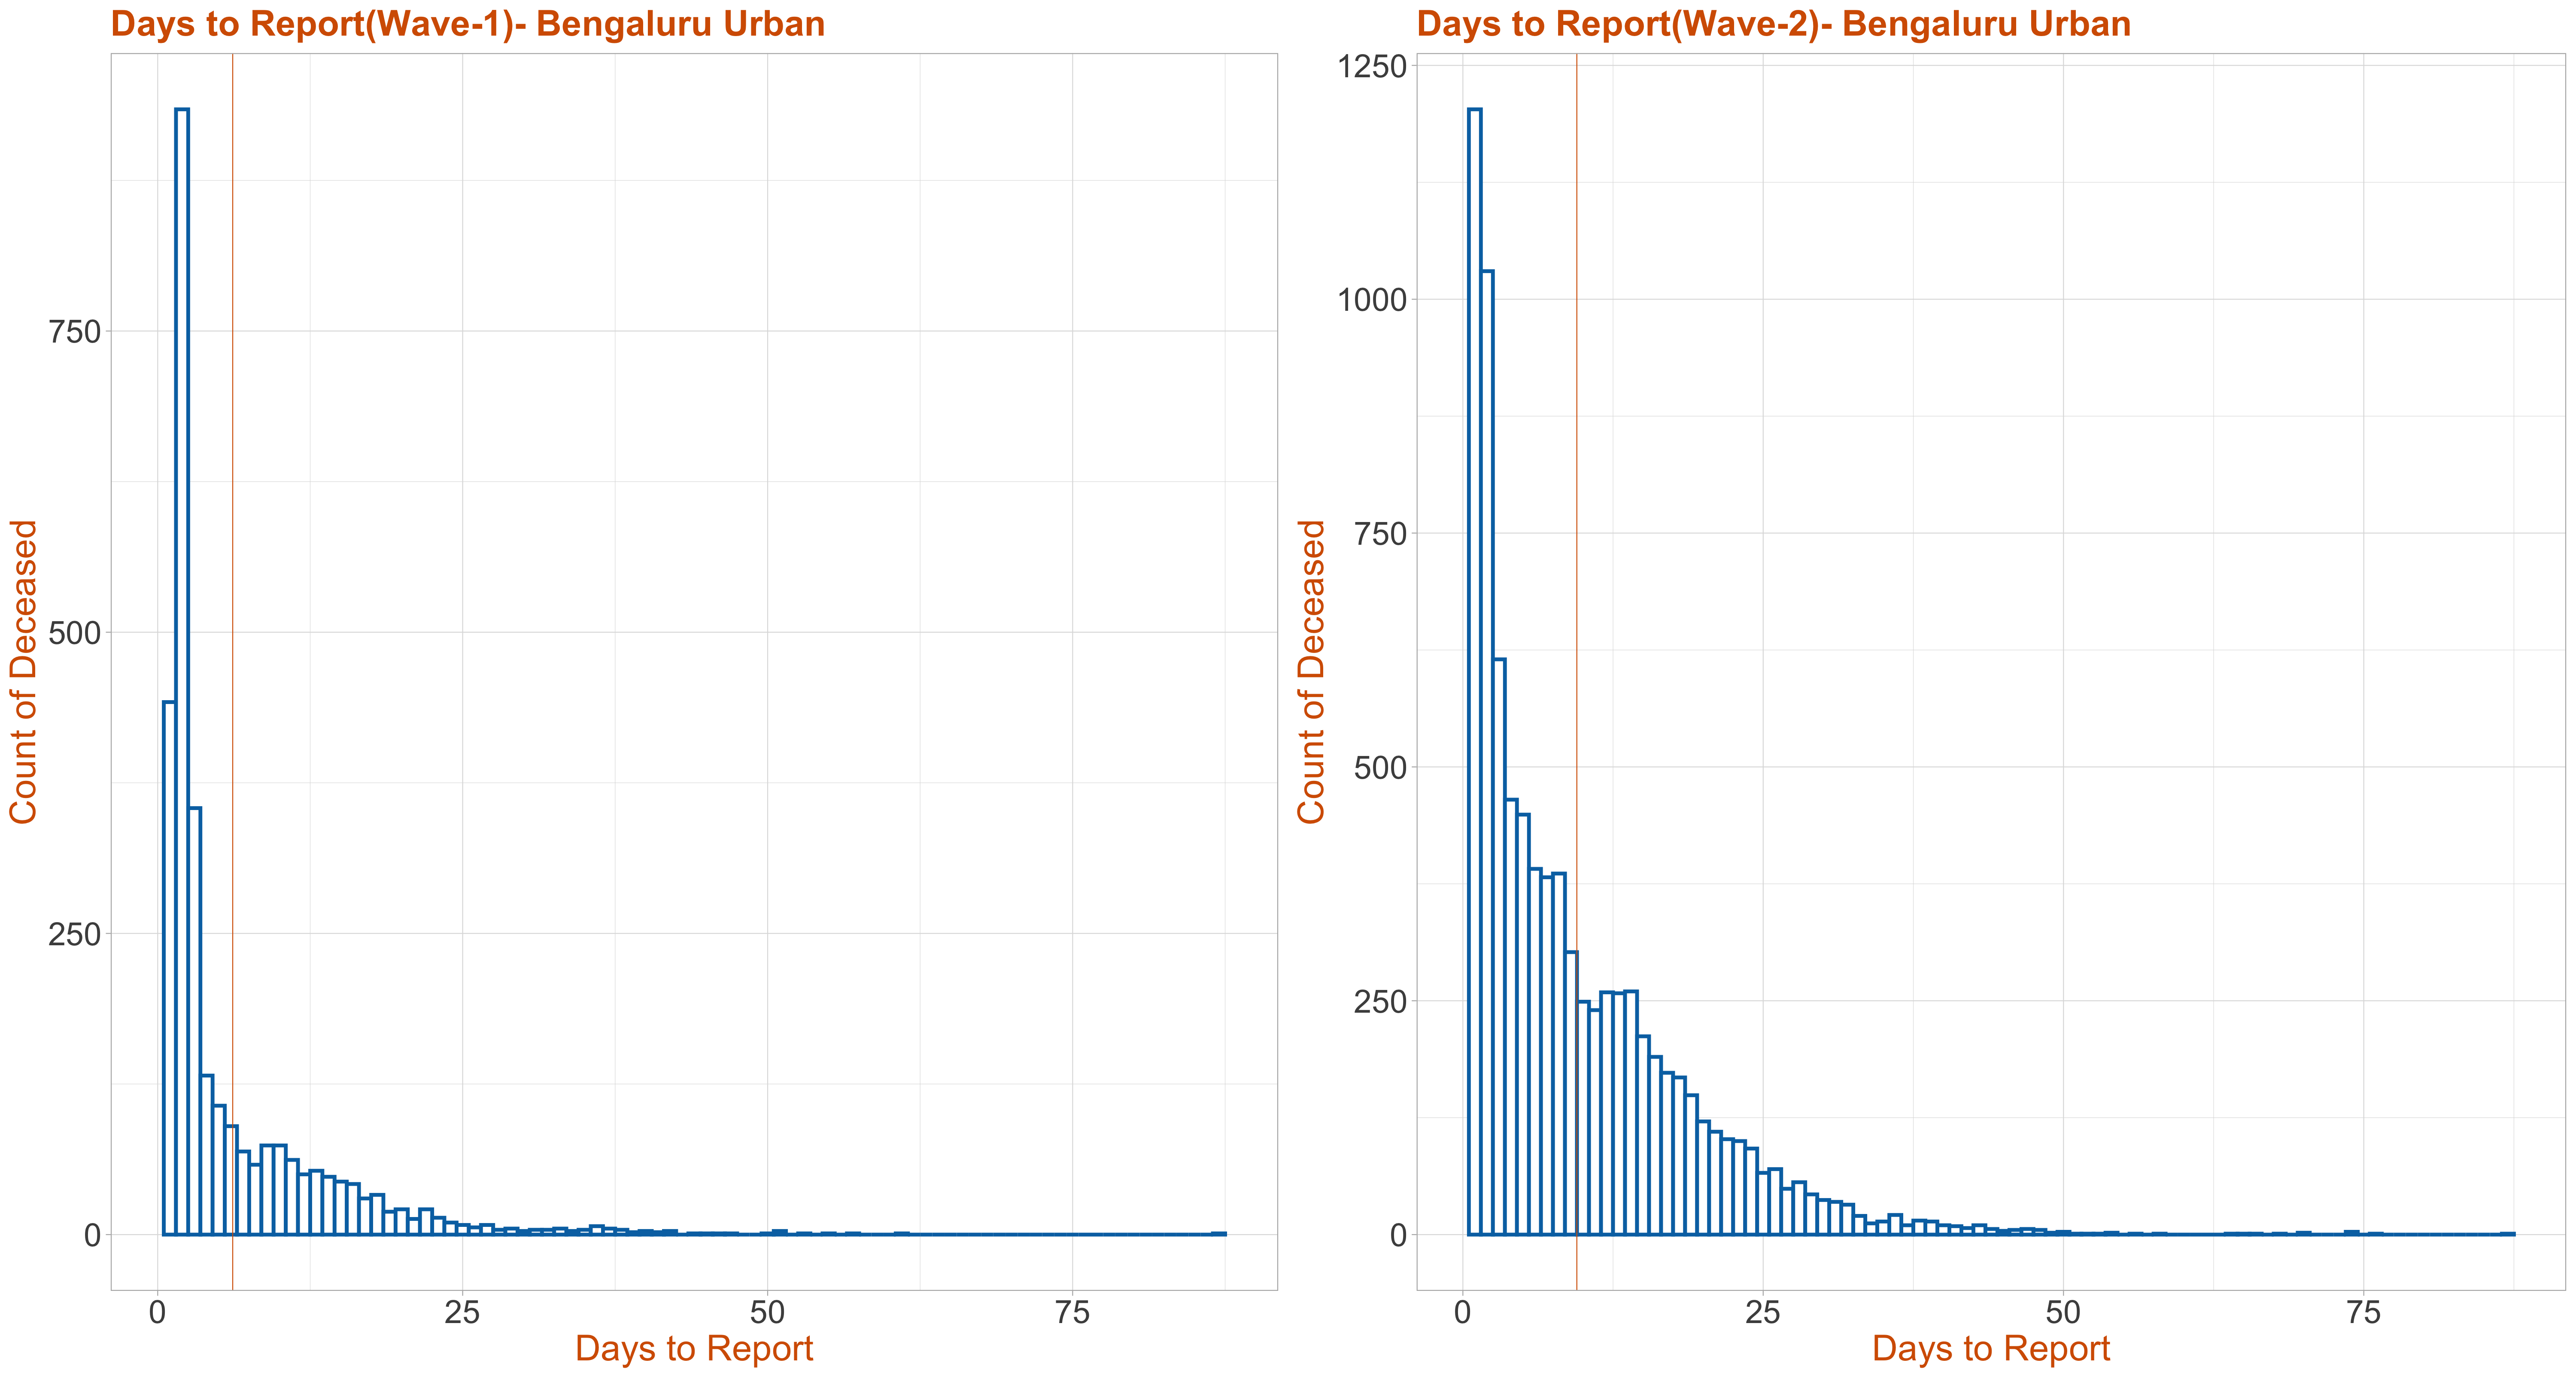 Days to Report(Wave-1)- Bengaluru Urban
Count of Deceased
750
500
250
0
0 25 50 75
Days to Report
Days to Report(Wave-2)- Bengaluru Urban
Count of Deceased
1250
1000
750
500
250
0
0 25 50 75
Days to Report